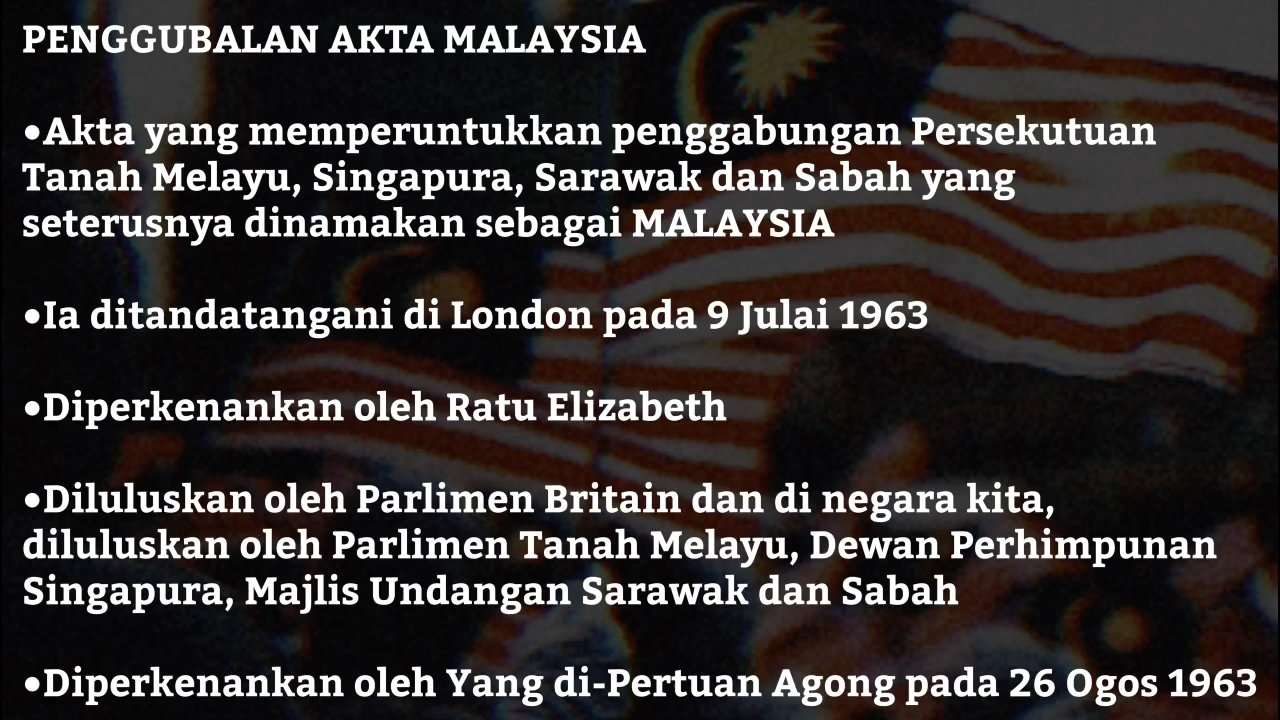 PENGGUBALAN AKTA MALAYSIA
•Akta yang memperuntukkan penggabungan Persekutuan
Tanah Melayu, Singapura, Sarawak dan Sabah yang
seterusnya dinamakan sebagai MALAYSIA
•Ia ditandatangani di London pada 9 Julai 1963
•Diperkenankan oleh Ratu Elizabeth
•Diluluskan oleh Parlimen Britain dan di negara kita,
diluluskan oleh Parlimen Tanah Melayu, Dewan Perhimpunan
Singapura, Majlis Undangan Sarawak dan Sabah
•Diperkenankan oleh Yang di-Pertuan Agong pada 26 Ogos 1963